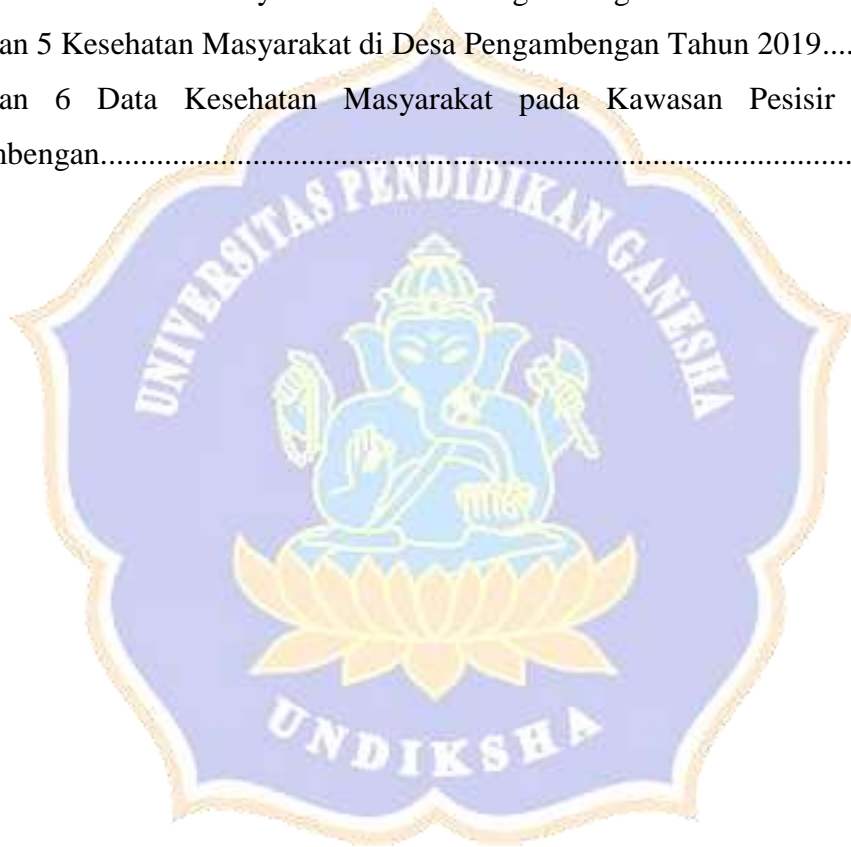 an 5 Kesehatan Masyarakat di Desa Pengambengan Tahun 2019....
an 6 Data Kesehatan Masyarakat pada Kawasan Pesisir
mbengan...........................................................................................
UNIVERSITAS PENDIDIKAN GANESHA
UNDIKSHA